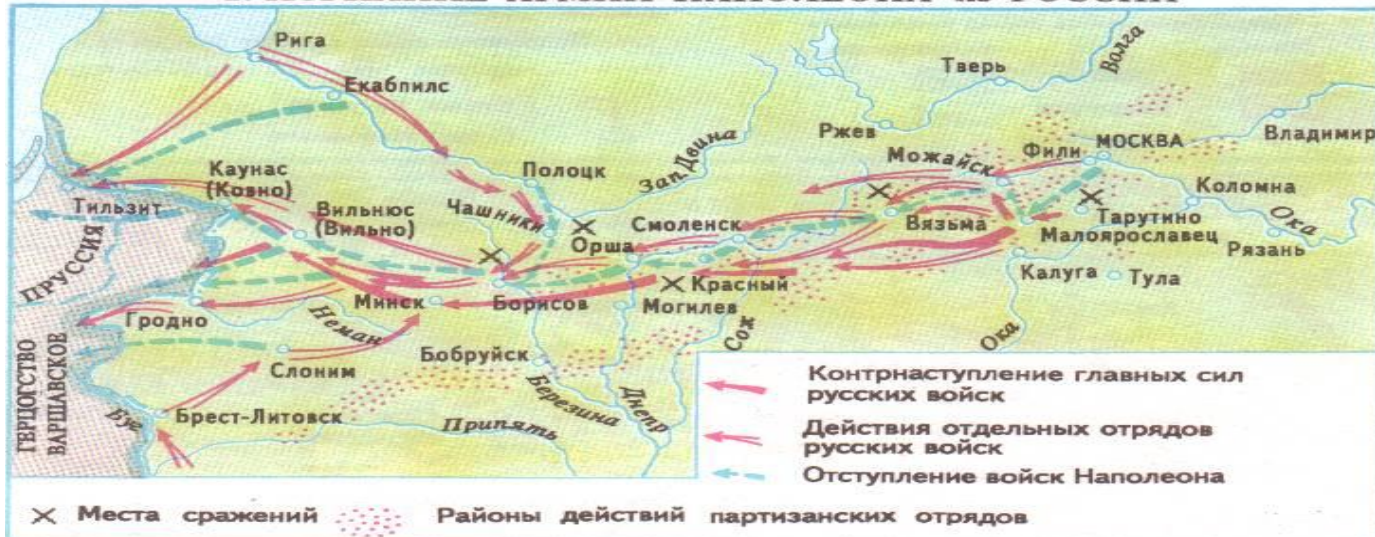 Рига
Екабпилс
Тверь
Волга
Ржев
Владимир
МОСКВА
Фили
Можайск
Полоцк
Зап. Двина
Каунас
(Ковно)
Коломна
Тильзит
Вильнюс
(Вильно)
Чашники
Смоленск
Вязьма
Тарутино
Ока
Орша
Малоярославец
Рязань
ПРУССИЯ
Калуга
Тула
Красный
Минск
Борисов
Могилев
Гродно
Неман
Сож
Ока
Бобруйск
Слоним
Березина
Днепр
ГЕРЦОГСТВО
ВАРШАВСКОЕ
Буг
Брест-Литовск
Припять
Контрнаступление главных сил
русских войск
Действия отдельных отрядов
русских войск
Отступление войск Наполеона
Места сражений
Районы действий партизанских отрядов